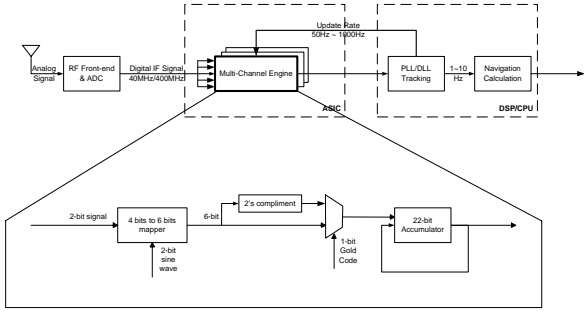 Update Rate
50Hz ~ 1000Hz
Analog
Signal
RF Front-end
& ADC
Digital IF Signal
40MHz/400MHz
Multi-Channel Engine
PLL/DLL
Tracking
1~10
Hz
Navigation
Calculation
ASIC
DSP/CPU
2-bit signal
4 bits to 6 bits
mapper
6-bit
2's compliment
22-bit
Accumulator
2-bit
sine
wave
1-bit
Gold
Code